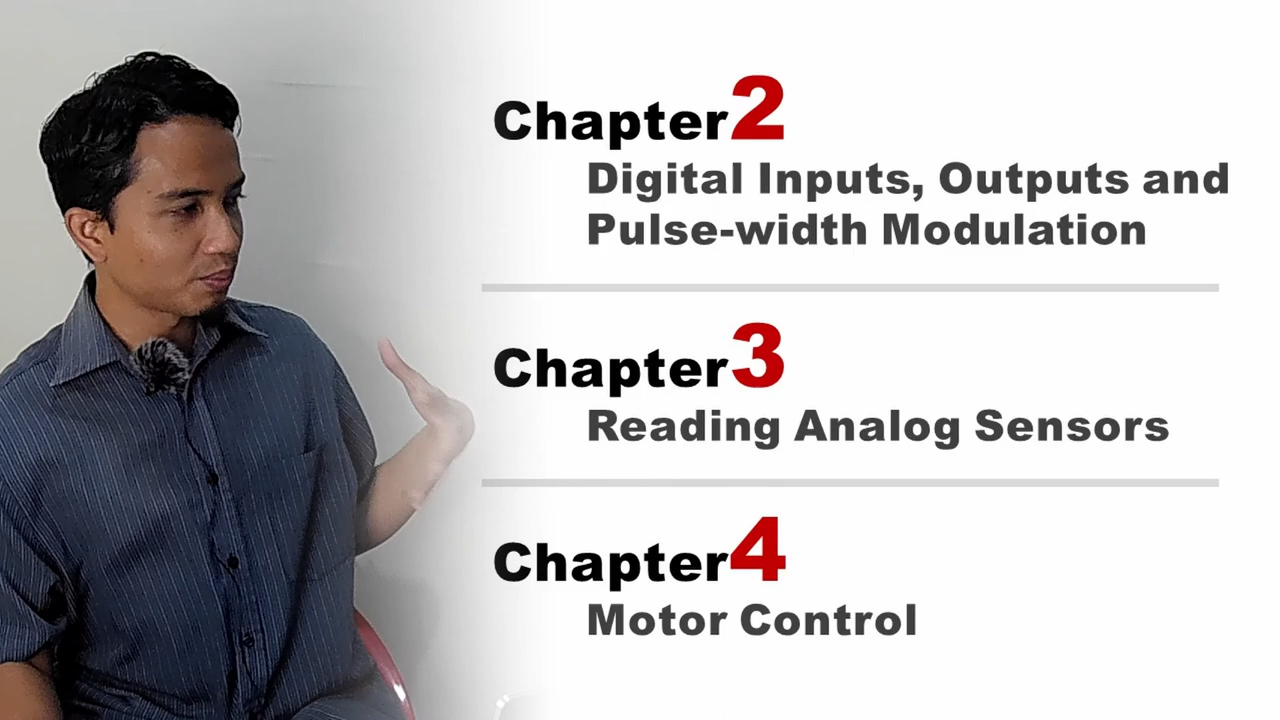 Chapter2
Digital Inputs, Outputs and
Pulse-width Modulation
Chapter3
Reading Analog Sensors
Chapter4
Motor Control